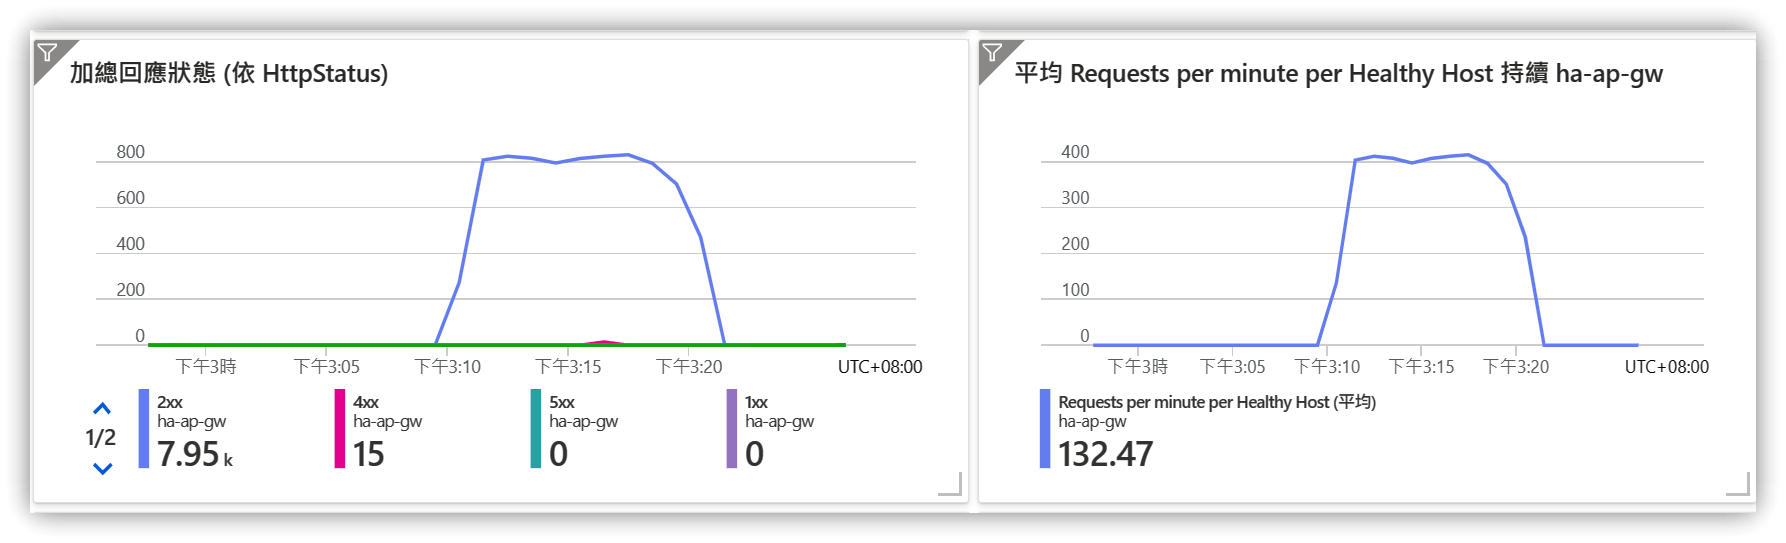 加總回應狀態 (依 HttpStatus)
800
600
400
200
0
下午3時 下午3:05 下午3:10 下午3:15 下午3:20 UTC+08:00
1/2
2xx
ha-ap-gw
7.95 k
4xx
ha-ap-gw
15
5xx
ha-ap-gw
0
1xx
ha-ap-gw
0
平均 Requests per minute per Healthy Host 持續 ha-ap-gw
400
300
200
100
0
下午3時 下午3:05 下午3:10 下午3:15 下午3:20 UTC+08:00
Requests per minute per Healthy Host (平均)
ha-ap-gw
132.47